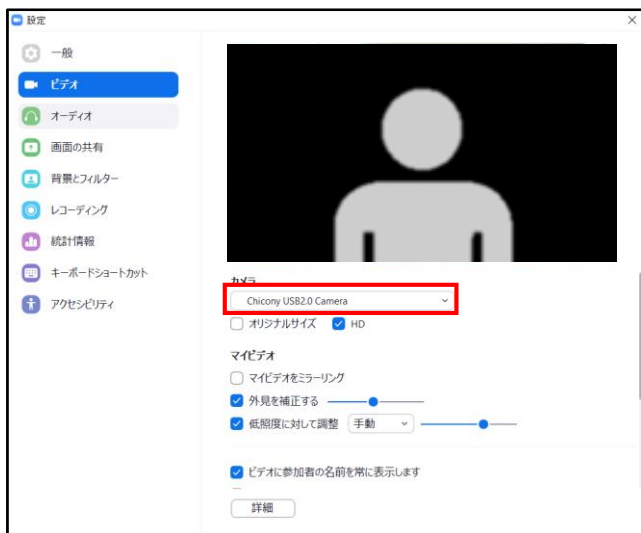 設定
一般
ビデオ
オーディオ
画面の共有
背景とフィルター
レコーディング
統計情報
キーボードショートカット
アクセシビリティ
カメラ
Chicony USB2.0 Camera
オリジナルサイズ HD
マイビデオ
マイビデオをミラーリング
外見を補正する
低照度に対して調整 手動
ビデオに参加者の名前を常に表示します
詳細